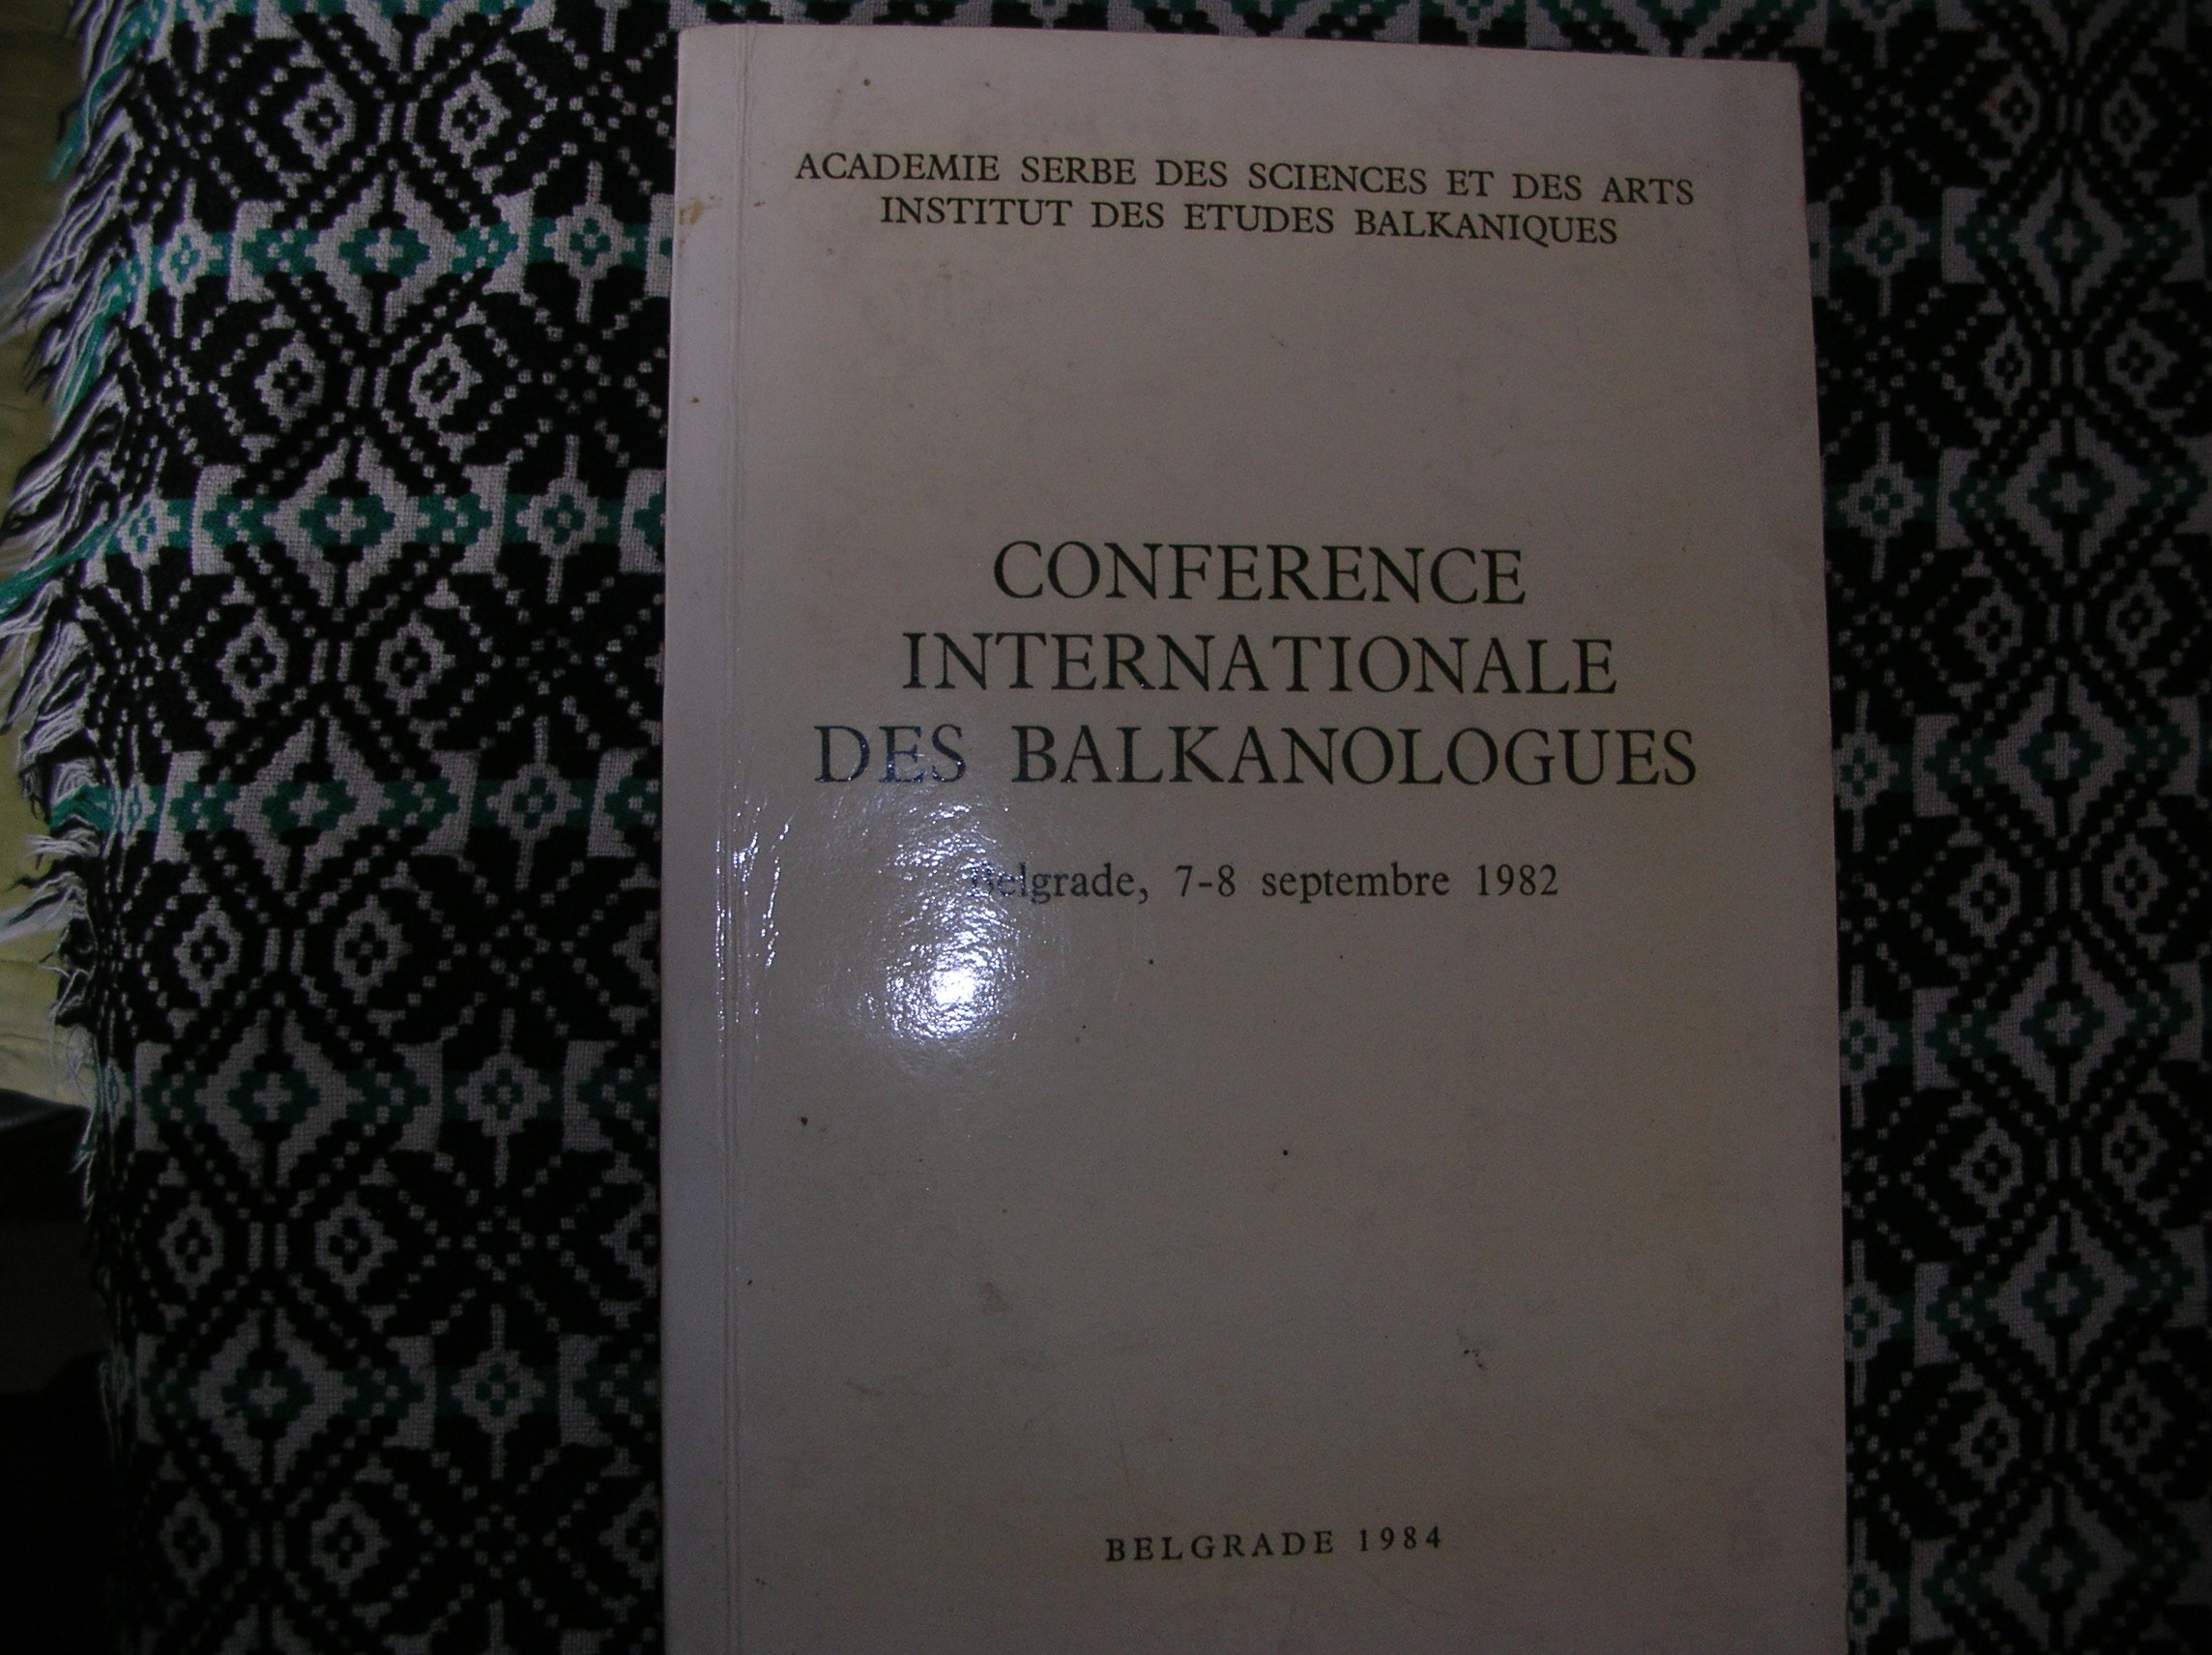 ACADEMIE SERBE DES SCIENCES ET DES ARTS
INSTITUT DES ETUDES BALKANIQUES
CONFERENCE
INTERNATIONALE
DES BALKANOLOGUES
Belgrade, 7-8 septembre 1982
BELGRADE 1984